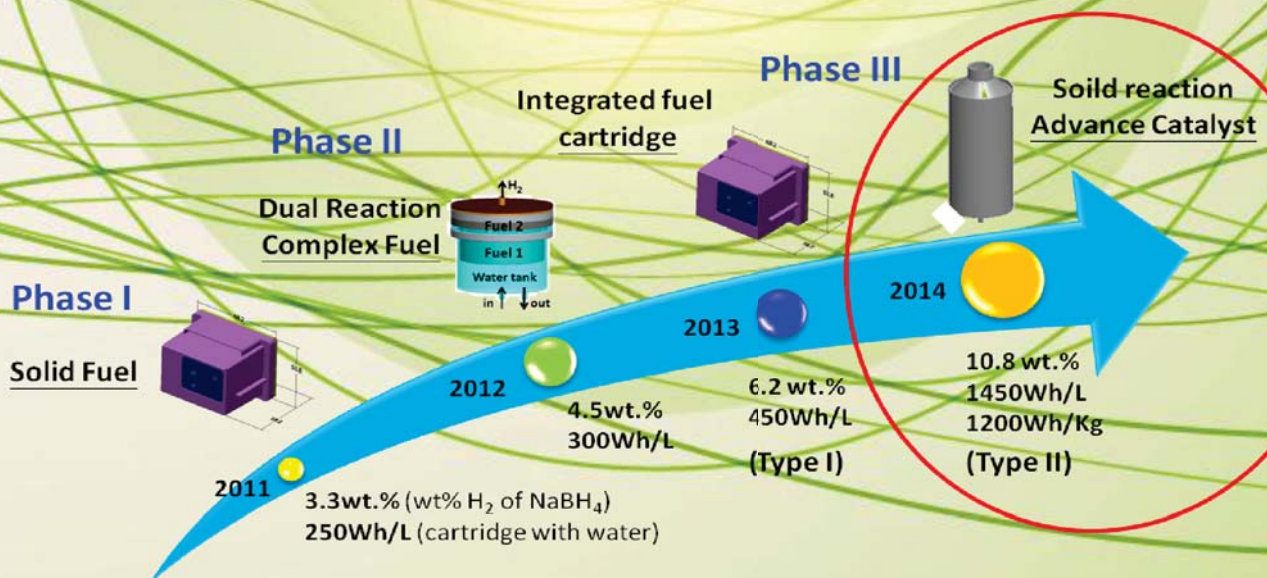 Phase I
Solid Fuel
2011
3.3wt.% (wt% H₂ of NaBH₄)
250Wh/L (cartridge with water)
Phase II
Dual Reaction
Complex Fuel
H₂
Fuel 2
Fuel 1
Water tank
in out
2012
4.5wt.%
300Wh/L
Phase III
Integrated fuel
cartridge
2013
6.2 wt.%
450Wh/L
(Type I)
Soild reaction
Advance Catalyst
2014
10.8 wt.%
1450Wh/L
1200Wh/Kg
(Type II)